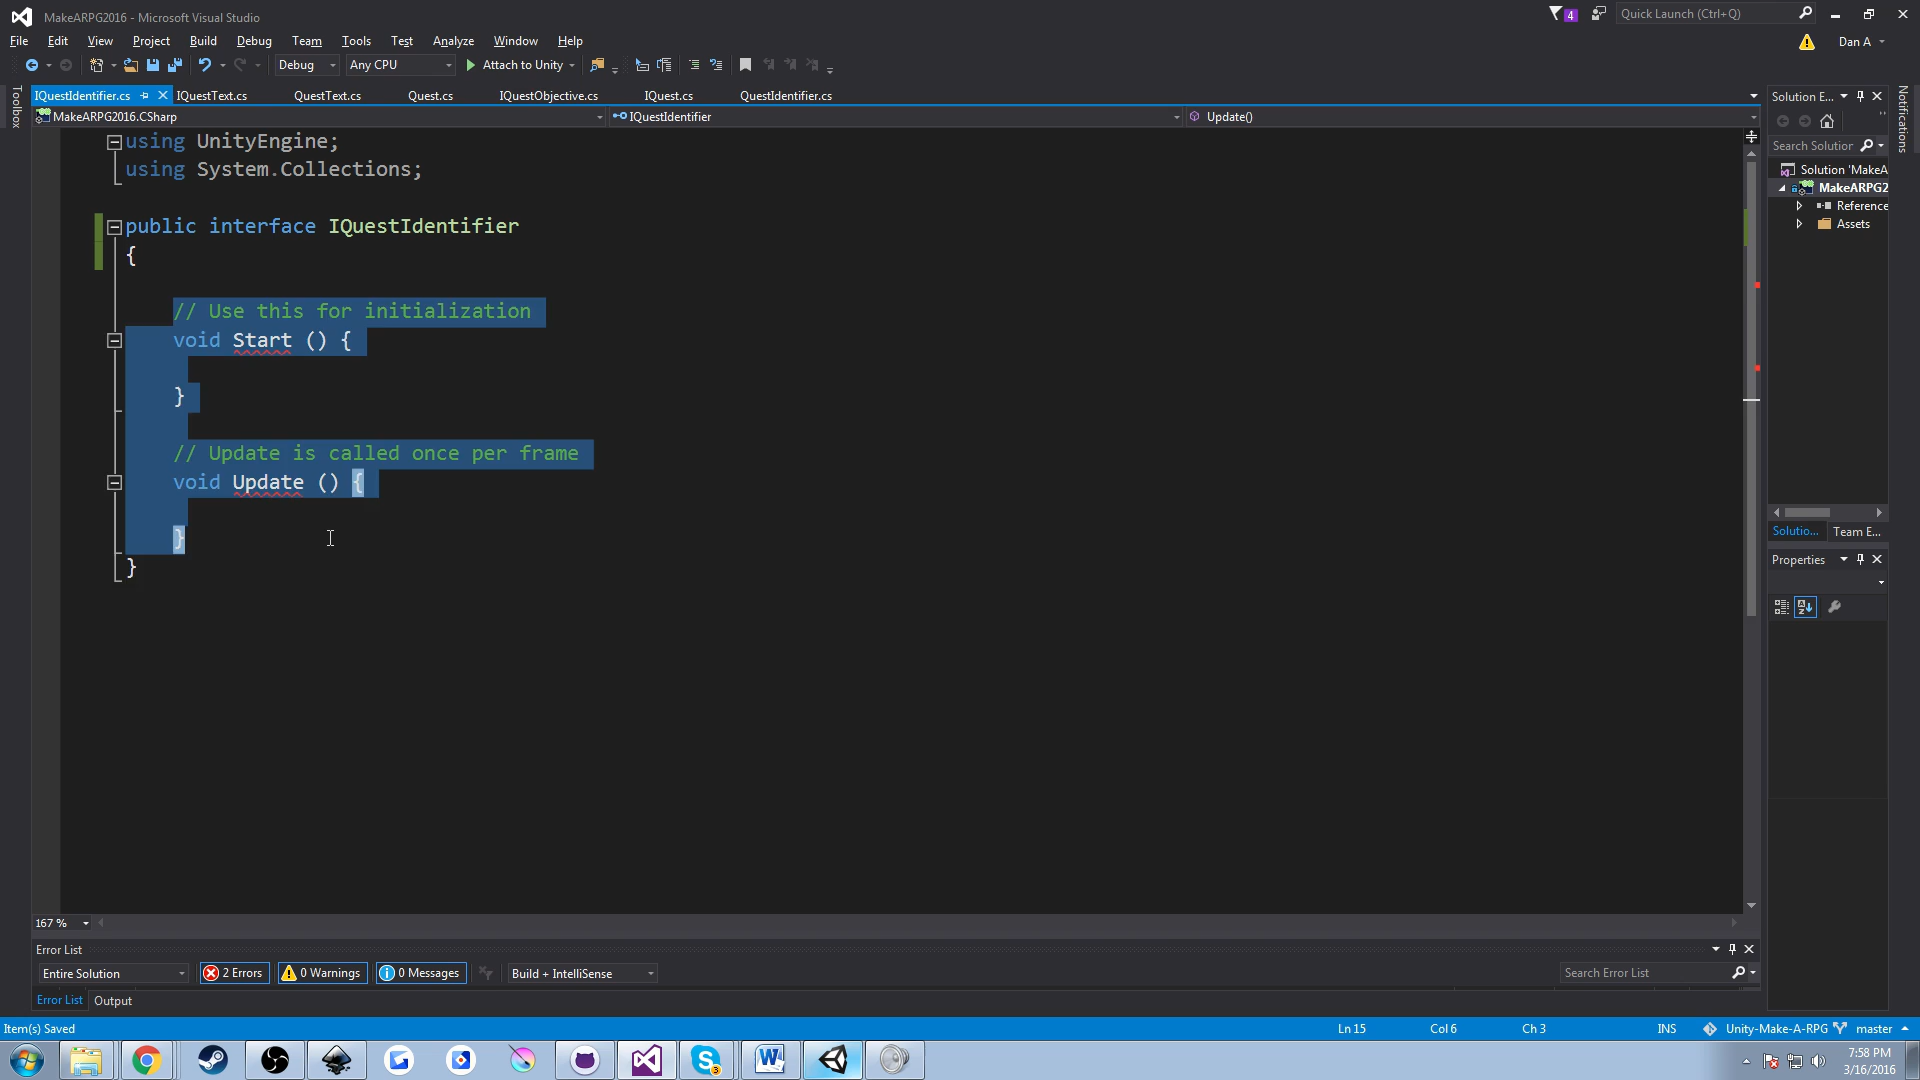 MakeARPG2016 - Microsoft Visual Studio
4
Quick Launch (Ctrl+Q)
File Edit View Project Build Debug Team Tools Test Analyze Window Help
Dan A
Debug Any CPU Attach to Unity
Toolbox
IQuestIdentifier.cs IQuestText.cs QuestText.cs Quest.cs IQuestObjective.cs IQuest.cs QuestIdentifier.cs
MakeARPG2016.CSharp IQuestIdentifier Update()
using UnityEngine;
using System.Collections;
public interface IQuestIdentifier
{
// Use this for initialization
void Start () {
}
// Update is called once per frame
void Update () {
}
}
Solution E...
Notifications
Search Solution
Solution 'MakeA
MakeARPG2
Reference
Assets
Solutio... Team E...
Properties
167 %
Error List
Entire Solution 2 Errors 0 Warnings 0 Messages Build + IntelliSense Search Error List
Error List Output
Item(s) Saved Ln 15 Col 6 Ch 3 INS Unity-Make-A-RPG master
3
7:58 PM
3/16/2016